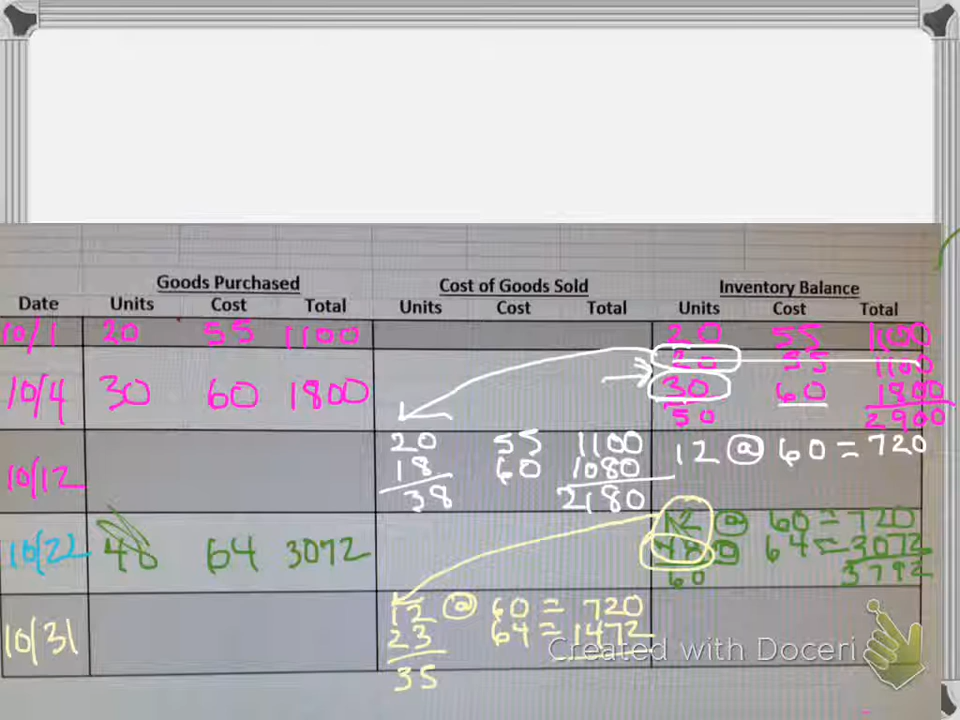 Goods Purchased Cost of Goods Sold Inventory Balance
Date Units Cost Total Units Cost Total Units Cost Total
10/1 20 55 1100 20 55 1100
20 55 1100
10/4 30 60 1800 30 60 1800
50 2900
20 55 1100 12 @ 60 = 720
10/12 18 60 1080
38 2180
12 @ 60 = 720
10/22 48 64 3072 48 @ 64 = 3072
60 3792
12 @ 60 = 720
10/31 23 64 = 1472
35
Created with Doceri